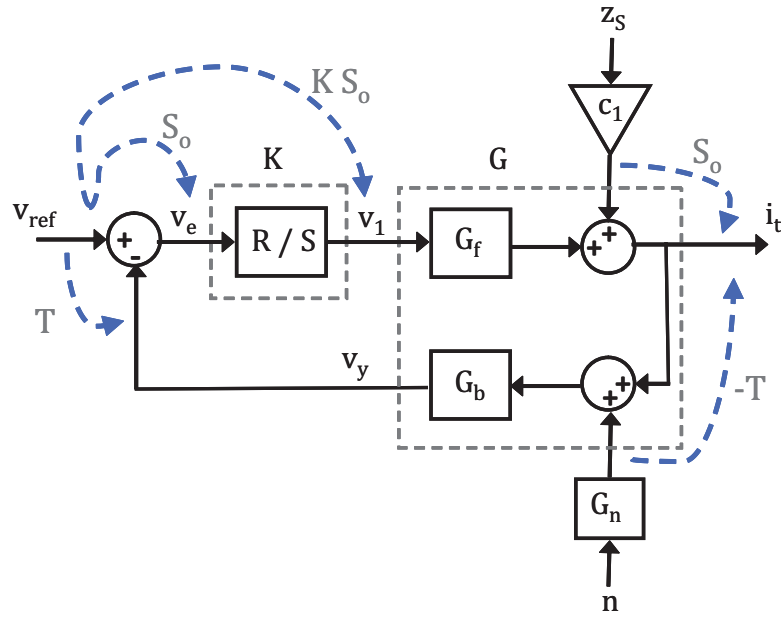 z_S
c_1
K S_o
S_o
K
G
S_o
v_ref
+
-
v_e
R / S
v_1
G_f
+
+
i_t
T
v_y
G_b
+
+
-T
G_n
n